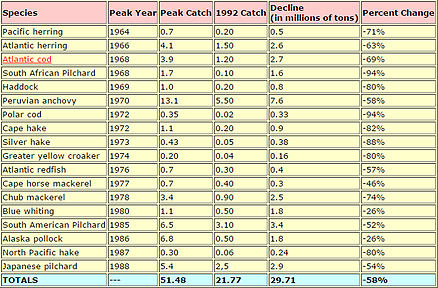 Species Peak Year Peak Catch 1992 Catch Decline (in millions of tons) Percent Change
Pacific herring 1964 0.7 0.20 0.5 -71%
Atlantic herring 1966 4.1 1.50 2.6 -63%
Atlantic cod 1968 3.9 1.20 2.7 -69%
South African Pilchard 1968 1.7 0.10 1.6 -94%
Haddock 1969 1.0 0.20 0.8 -80%
Peruvian anchovy 1970 13.1 5.50 7.6 -58%
Polar cod 1972 0.35 0.02 0.33 -94%
Cape hake 1972 1.1 0.20 0.9 -82%
Silver hake 1973 0.43 0.05 0.38 -88%
Greater yellow croaker 1974 0.20 0.04 0.16 -80%
Atlantic redfish 1976 0.7 0.30 0.4 -57%
Cape horse mackerel 1977 0.7 0.40 0.3 -46%
Chub mackerel 1978 3.4 0.90 2.5 -74%
Blue whiting 1980 1.1 0.50 1.8 -26%
South American Pilchard 1985 6.5 3.10 3.4 -52%
Alaska pollock 1986 6.8 0.50 1.8 -26%
North Pacific hake 1987 0.30 0.06 0.24 -80%
Japanese pilchard 1988 5.4 2,5 2.9 -54%
TOTALS --- 51.48 21.77 29.71 -58%